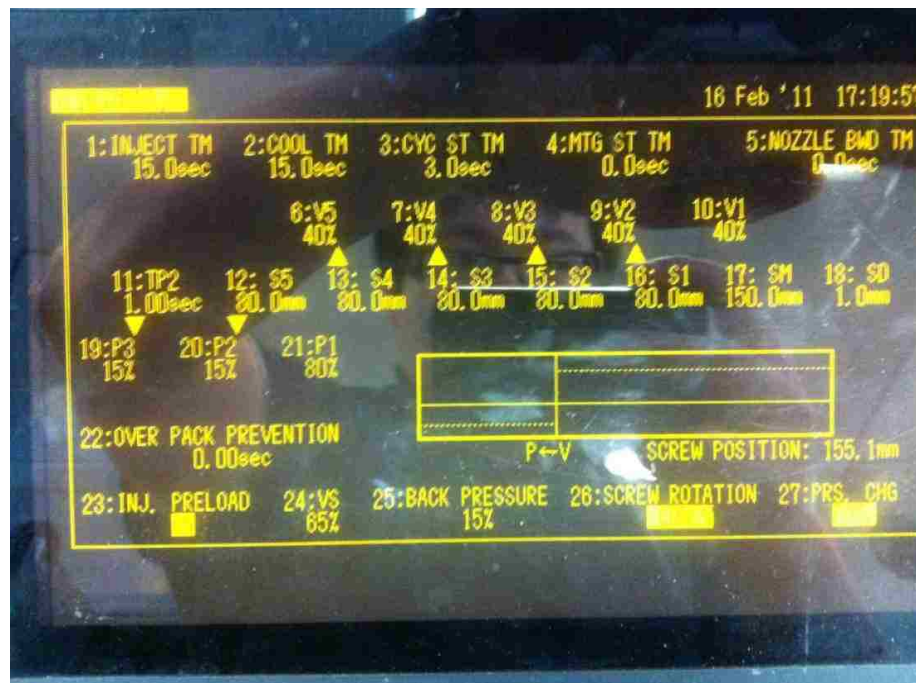 16 Feb '11 17:19:5
1:INJECT TM 2:COOL TM 3:CYC ST TM 4:MTG ST TM 5:NOZZLE BWD TM
15.0sec 15.0sec 3.0sec 0.0sec 0.0sec
6:V5 7:V4 8:V3 9:V2 10:V1
40% 40% 40% 40% 40%
11:TP2 12: S5 13: S4 14: S3 15: S2 16: S1 17: SM 18: SD
1.00sec 80.0mm 80.0mm 80.0mm 80.0mm 80.0mm 150.0mm 1.0mm
19:P3 20:P2 21:P1
15% 15% 80%
22:OVER PACK PREVENTION
0.00sec
P←V SCREW POSITION: 155.1mm
23:INJ. PRELOAD 24:VS 25:BACK PRESSURE 26:SCREW ROTATION 27:PRS. CHG
65% 15%